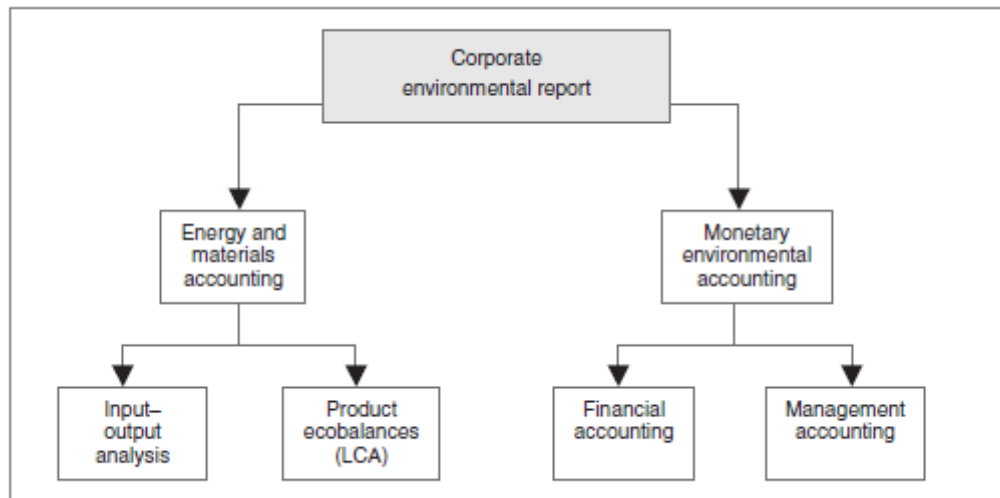 Corporate
environmental report
Energy and
materials
accounting
Monetary
environmental
accounting
Input–
output
analysis
Product
ecobalances
(LCA)
Financial
accounting
Management
accounting